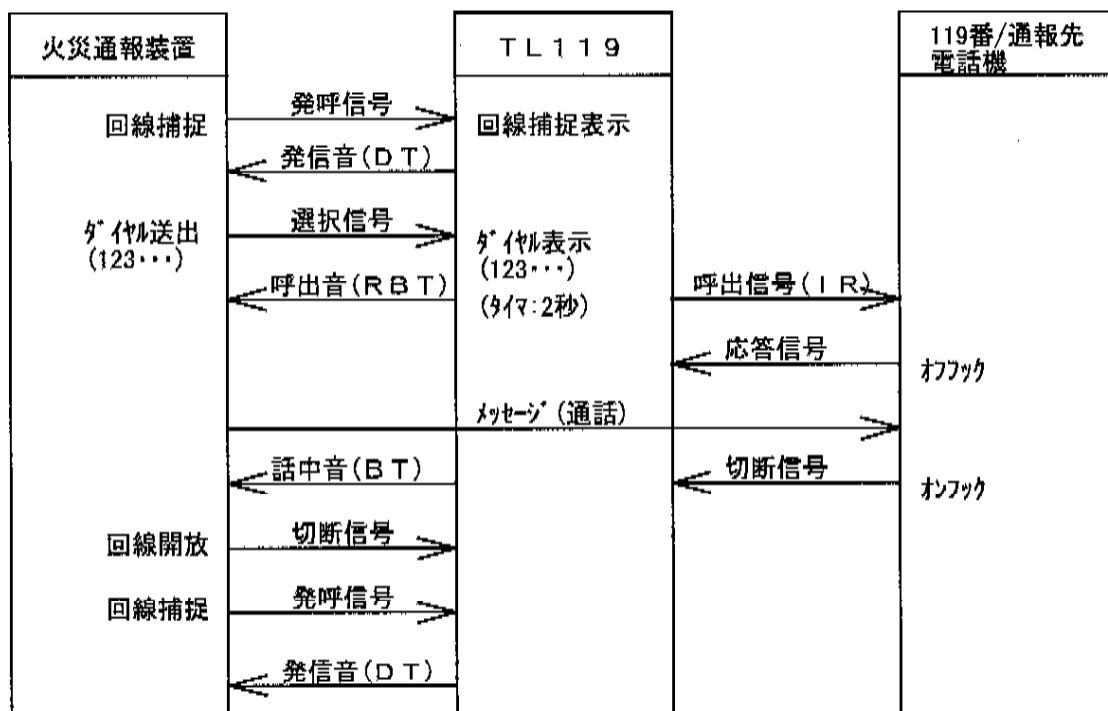 火災通報装置
TL119
119番/通報先
電話機
回線捕捉
発呼信号
回線捕捉表示
発信音(DT)
ダイヤル送出
(123・・・)
選択信号
ダイヤル表示
(123・・・)
呼出音(RBT)
(タイマ:2秒)
呼出信号(IR)
応答信号
オフフック
メッセージ(通話)
話中音(BT)
切断信号
オンフック
回線開放
切断信号
回線捕捉
発呼信号
発信音(DT)